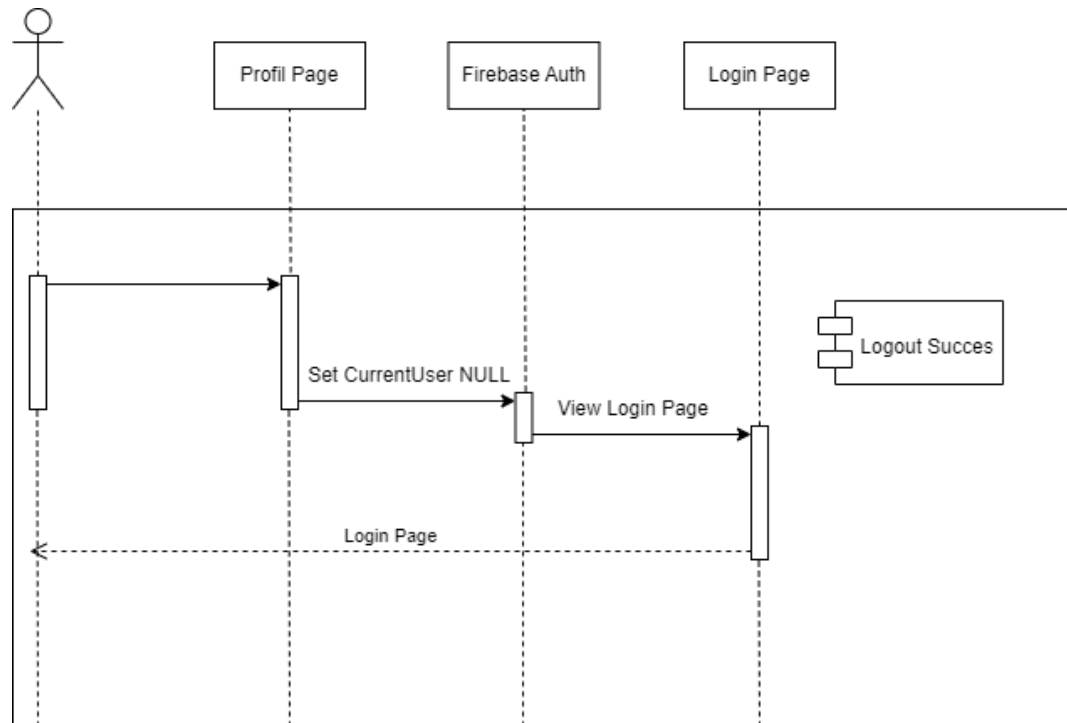 Profil Page
Firebase Auth
Login Page
Logout Succes
Set CurrentUser NULL
View Login Page
Login Page